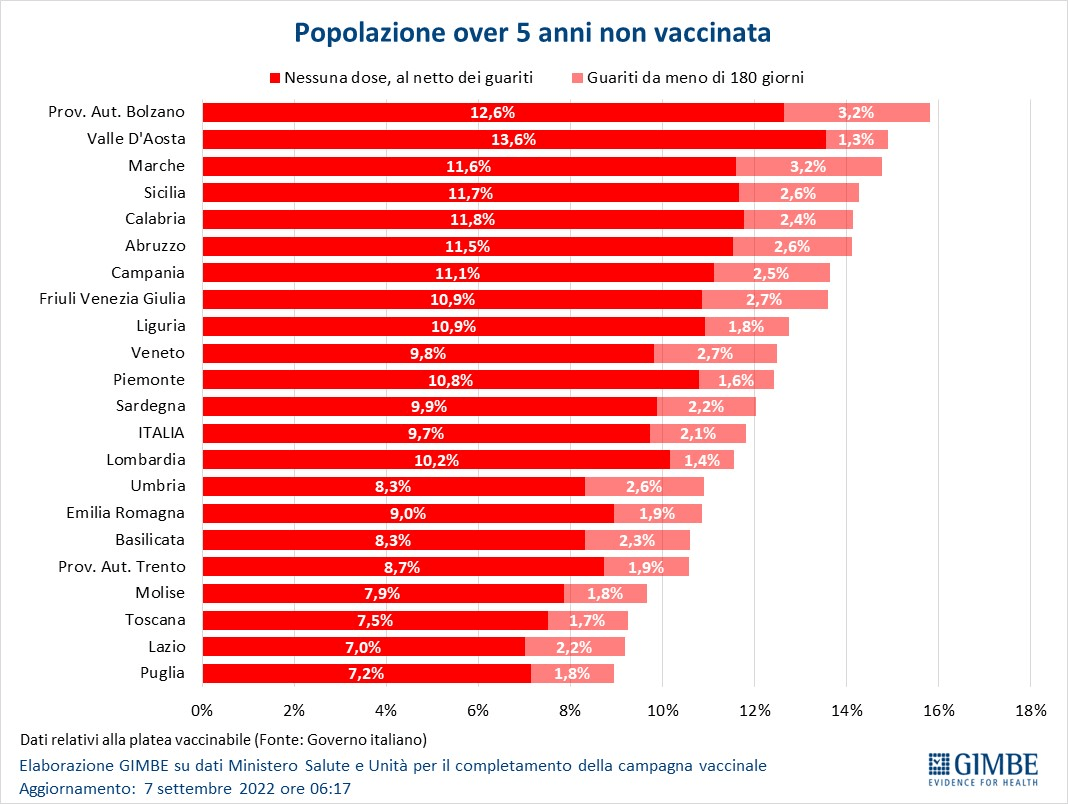 Popolazione over 5 anni non vaccinata
Nessuna dose, al netto dei guariti Guariti da meno di 180 giorni
Prov. Aut. Bolzano 12,6% 3,2%
Valle D'Aosta 13,6% 1,3%
Marche 11,6% 3,2%
Sicilia 11,7% 2,6%
Calabria 11,8% 2,4%
Abruzzo 11,5% 2,6%
Campania 11,1% 2,5%
Friuli Venezia Giulia 10,9% 2,7%
Liguria 10,9% 1,8%
Veneto 9,8% 2,7%
Piemonte 10,8% 1,6%
Sardegna 9,9% 2,2%
ITALIA 9,7% 2,1%
Lombardia 10,2% 1,4%
Umbria 8,3% 2,6%
Emilia Romagna 9,0% 1,9%
Basilicata 8,3% 2,3%
Prov. Aut. Trento 8,7% 1,9%
Molise 7,9% 1,8%
Toscana 7,5% 1,7%
Lazio 7,0% 2,2%
Puglia 7,2% 1,8%
0% 2% 4% 6% 8% 10% 12% 14% 16% 18%
Dati relativi alla platea vaccinabile (Fonte: Governo italiano)
Elaborazione GIMBE su dati Ministero Salute e Unità per il completamento della campagna vaccinale
Aggiornamento: 7 settembre 2022 ore 06:17
GIMBE
EVIDENCE FOR HEALTH